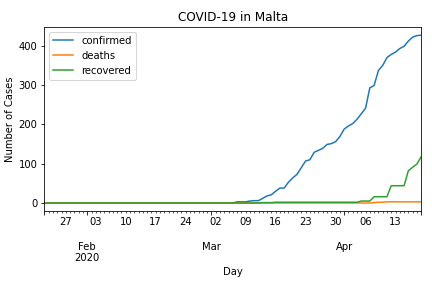 COVID-19 in Malta
confirmed
deaths
recovered
Number of Cases
400
300
200
100
0
27 03 10 17 24 02 09 16 23 30 06 13
Feb Mar Apr
2020
Day